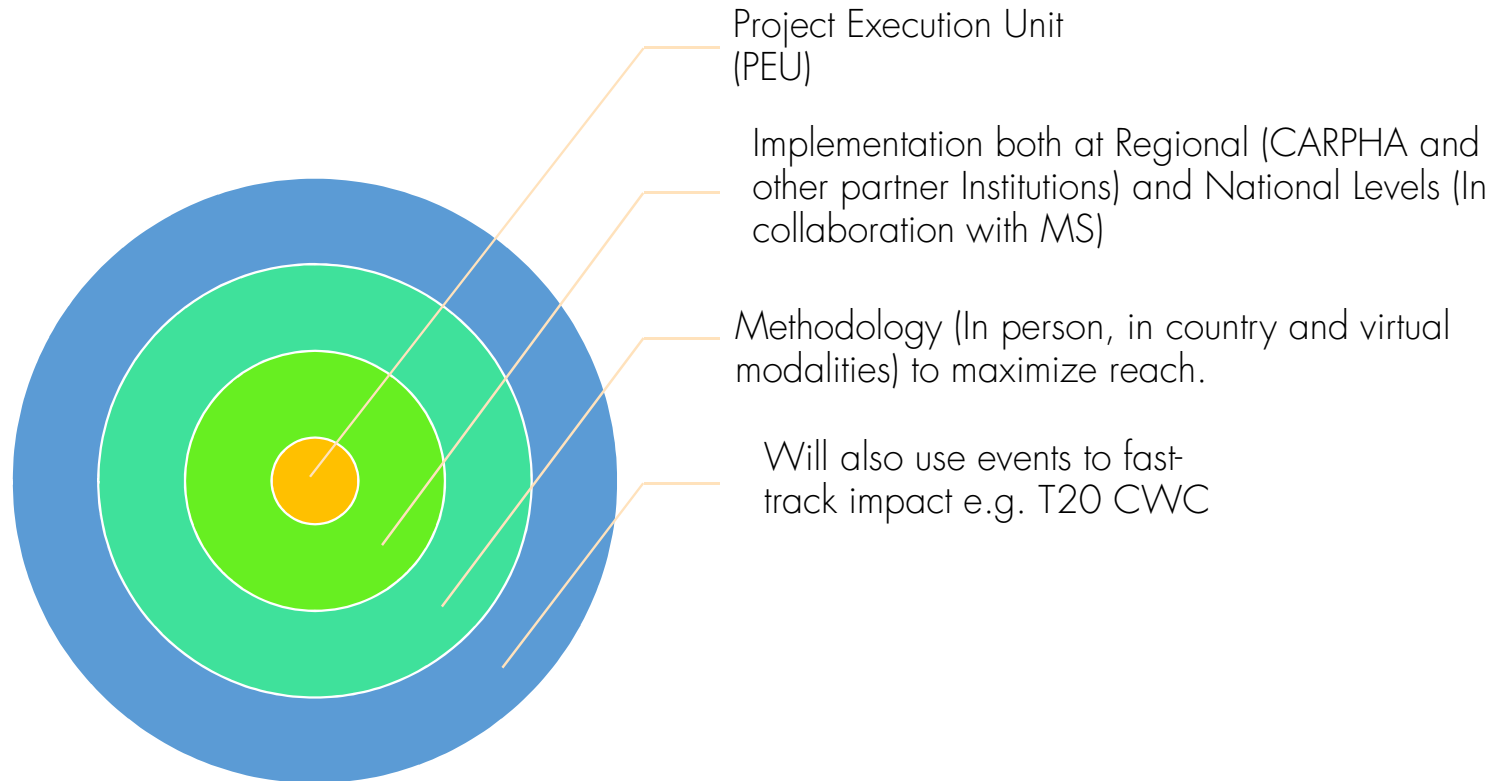 Project Execution Unit
(PEU)
Implementation both at Regional (CARPHA and
other partner Institutions) and National Levels (In
collaboration with MS)
Methodology (In person, in country and virtual
modalities) to maximize reach.
Will also use events to fast-
track impact e.g. T20 CWC